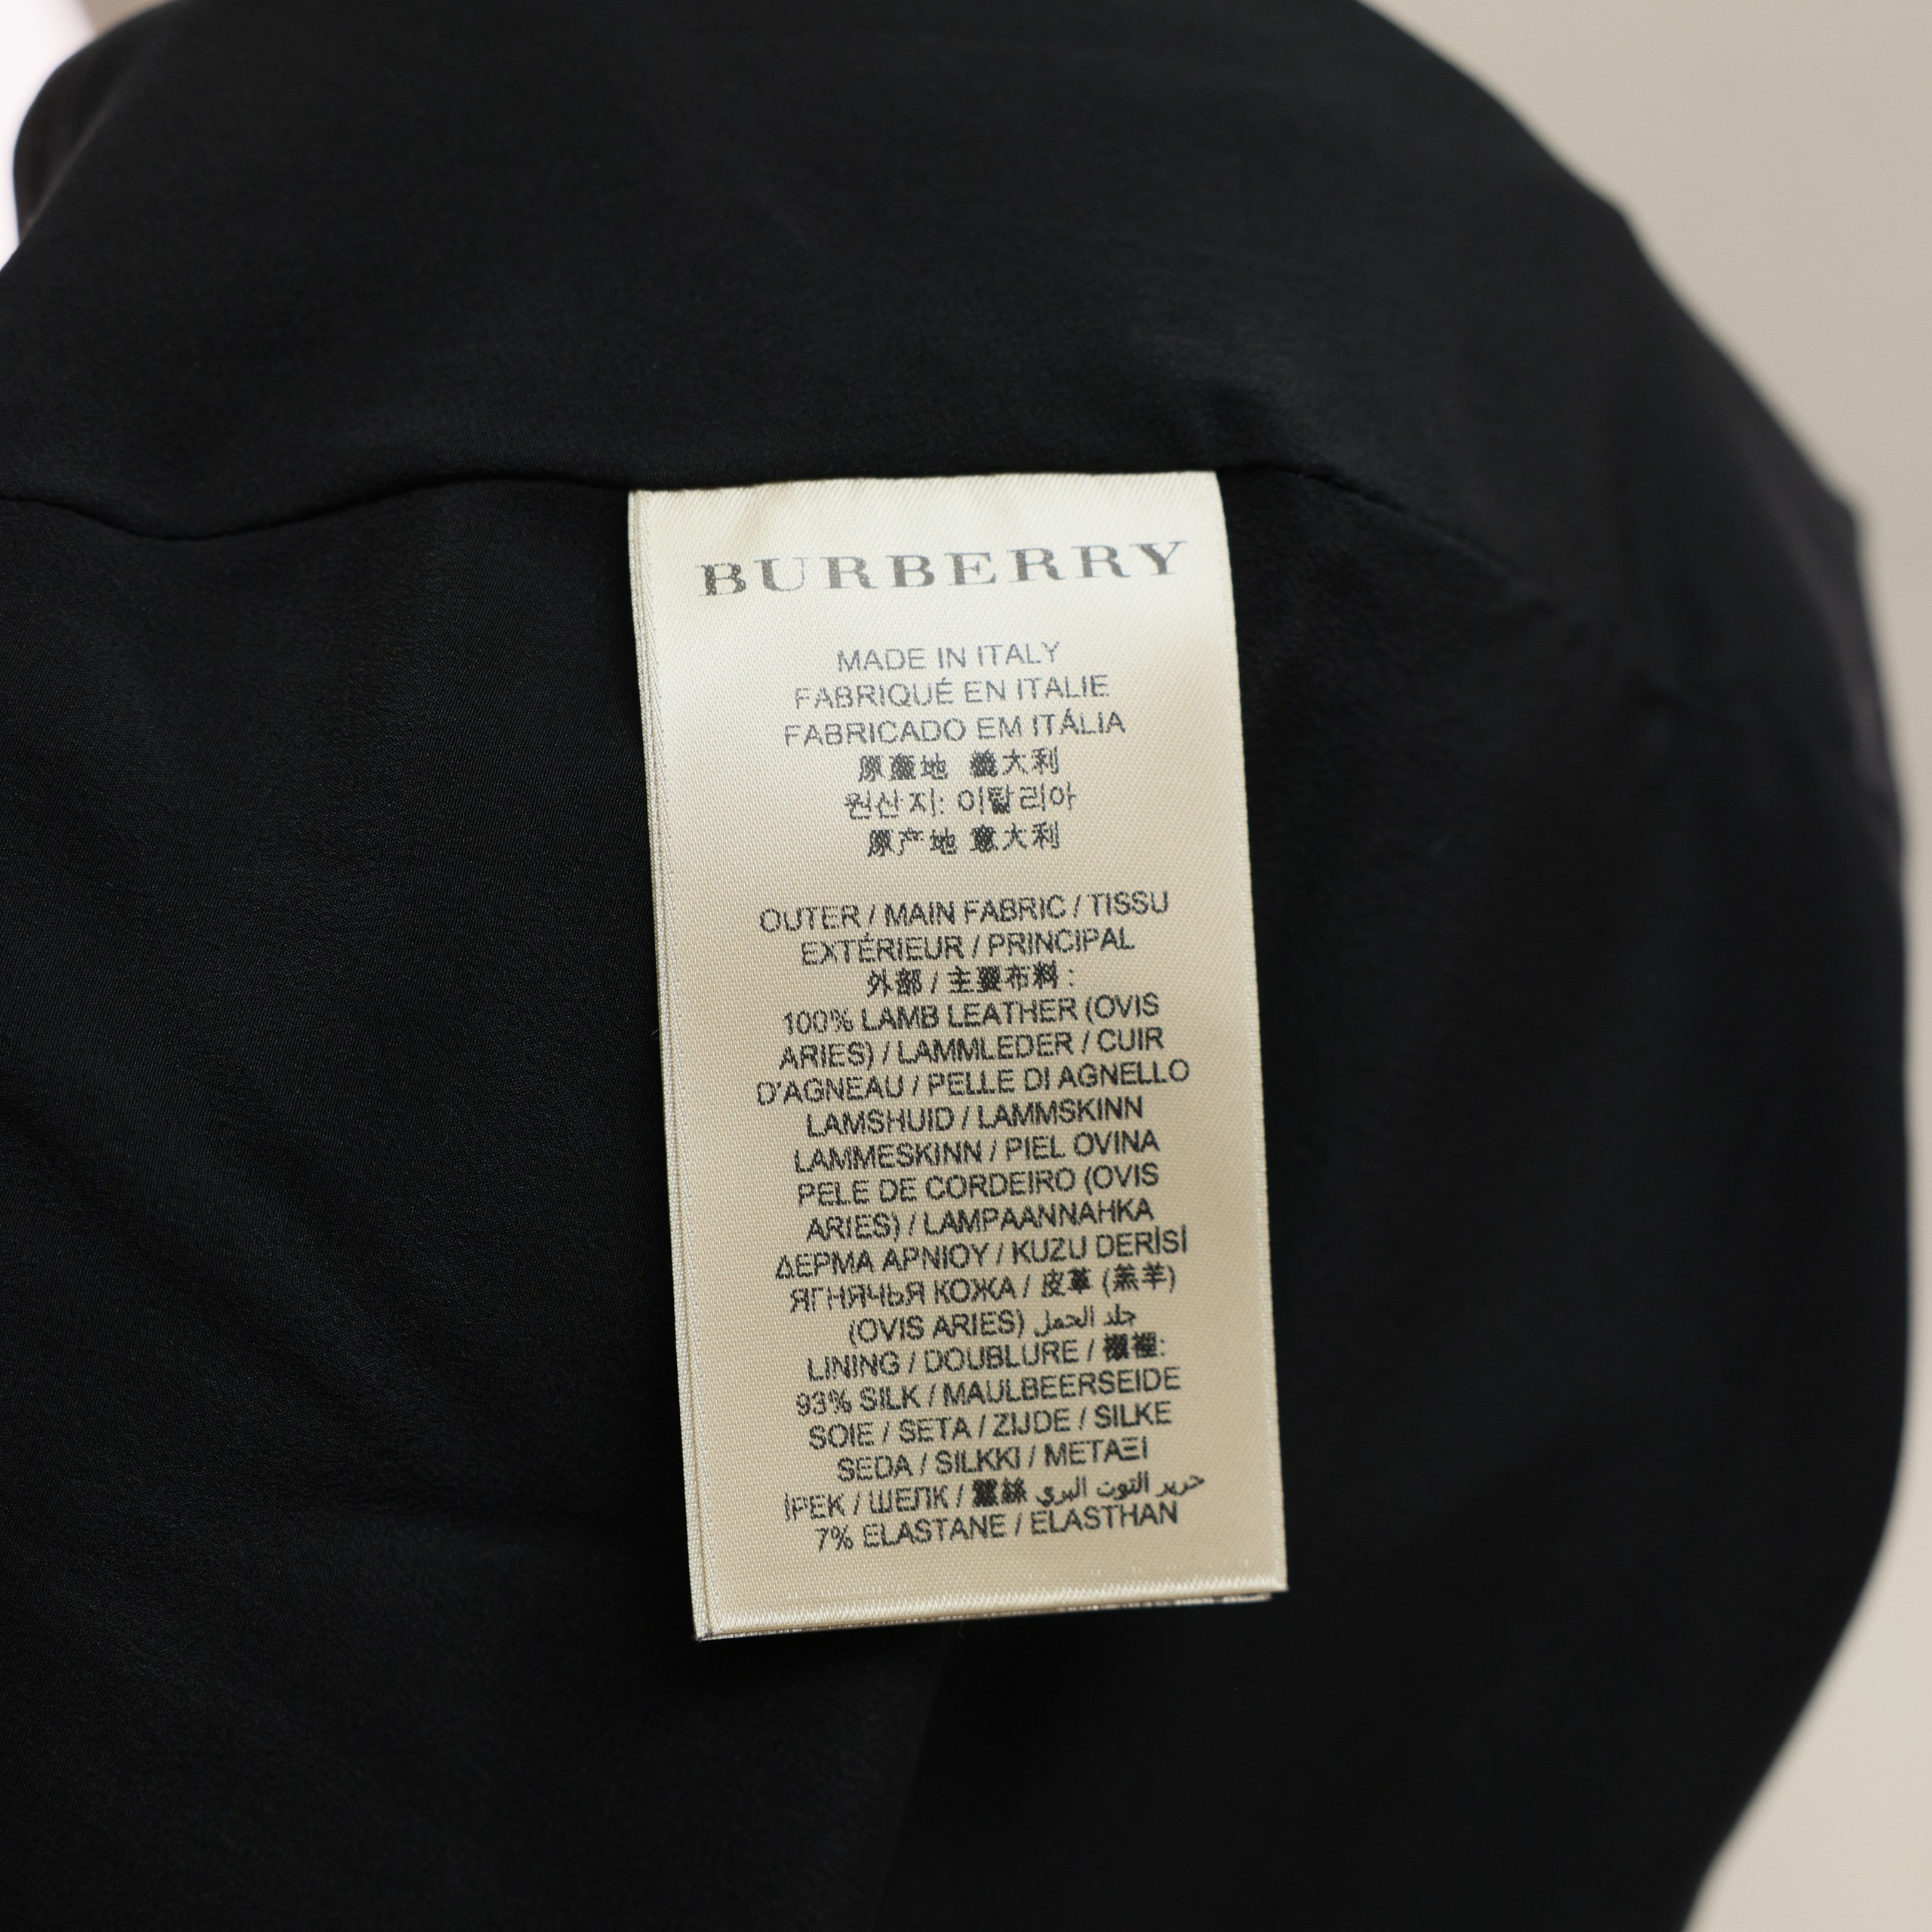 BURBERRY
MADE IN ITALY
FABRIQUÉ EN ITALIE
FABRICADO EM ITÁLIA
原產地 義大利
원산지: 이탈리아
原产地 意大利
OUTER / MAIN FABRIC / TISSU
EXTÉRIEUR / PRINCIPAL
外部 / 主要布料 :
100% LAMB LEATHER (OVIS
ARIES) / LAMMLEDER / CUIR
D'AGNEAU / PELLE DI AGNELLO
LAMSHUID / LAMMSKINN
LAMMESKINN / PIEL OVINA
PELE DE CORDEIRO (OVIS
ARIES) / LAMPAANNAHKA
ΔΕΡΜΑ ΑΡΝΙΟΥ / KUZU DERİSİ
ЯГНЯЧЬЯ КОЖА / 皮革 (羔羊)
(OVIS ARIES) جلد الحمل
LINING / DOUBLURE / 襯裡:
93% SILK / MAULBEERSEIDE
SOIE / SETA / ZIJDE / SILKE
SEDA / SILKKI / ΜΕΤΑΞΙ
İPEK / ШЕЛК / 蠶絲 حرير التوت البري
7% ELASTANE / ELASTHAN